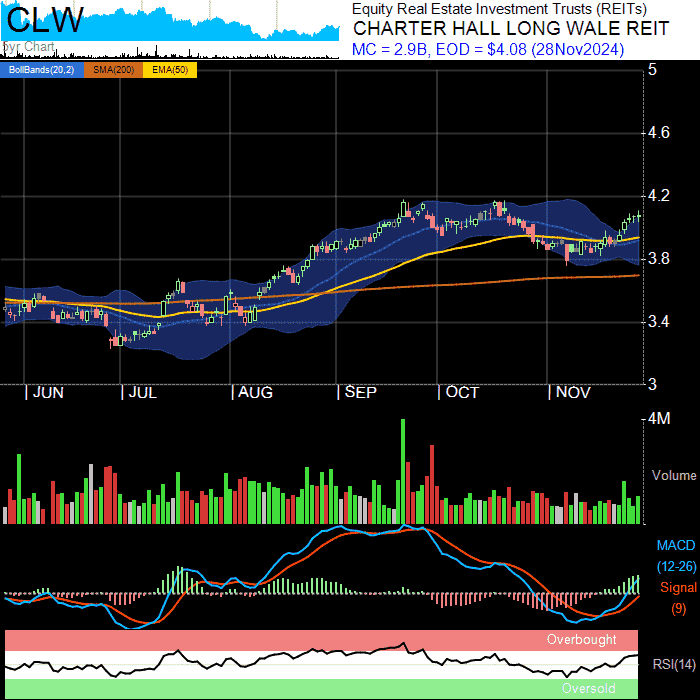 CLW
byr Chart
Equity Real Estate Investment Trusts (REITs)
CHARTER HALL LONG WALE REIT
MC = 2.9B, EOD = $4.08 (28Nov2024)
BollBands(20,2) SMA(200) EMA(50)
5
4.6
4.2
3.8
3.4
3
JUN JUL AUG SEP OCT NOV
4M
Volume
MACD
(12-26)
Signal
(9)
Overbought
RSI(14)
Oversold